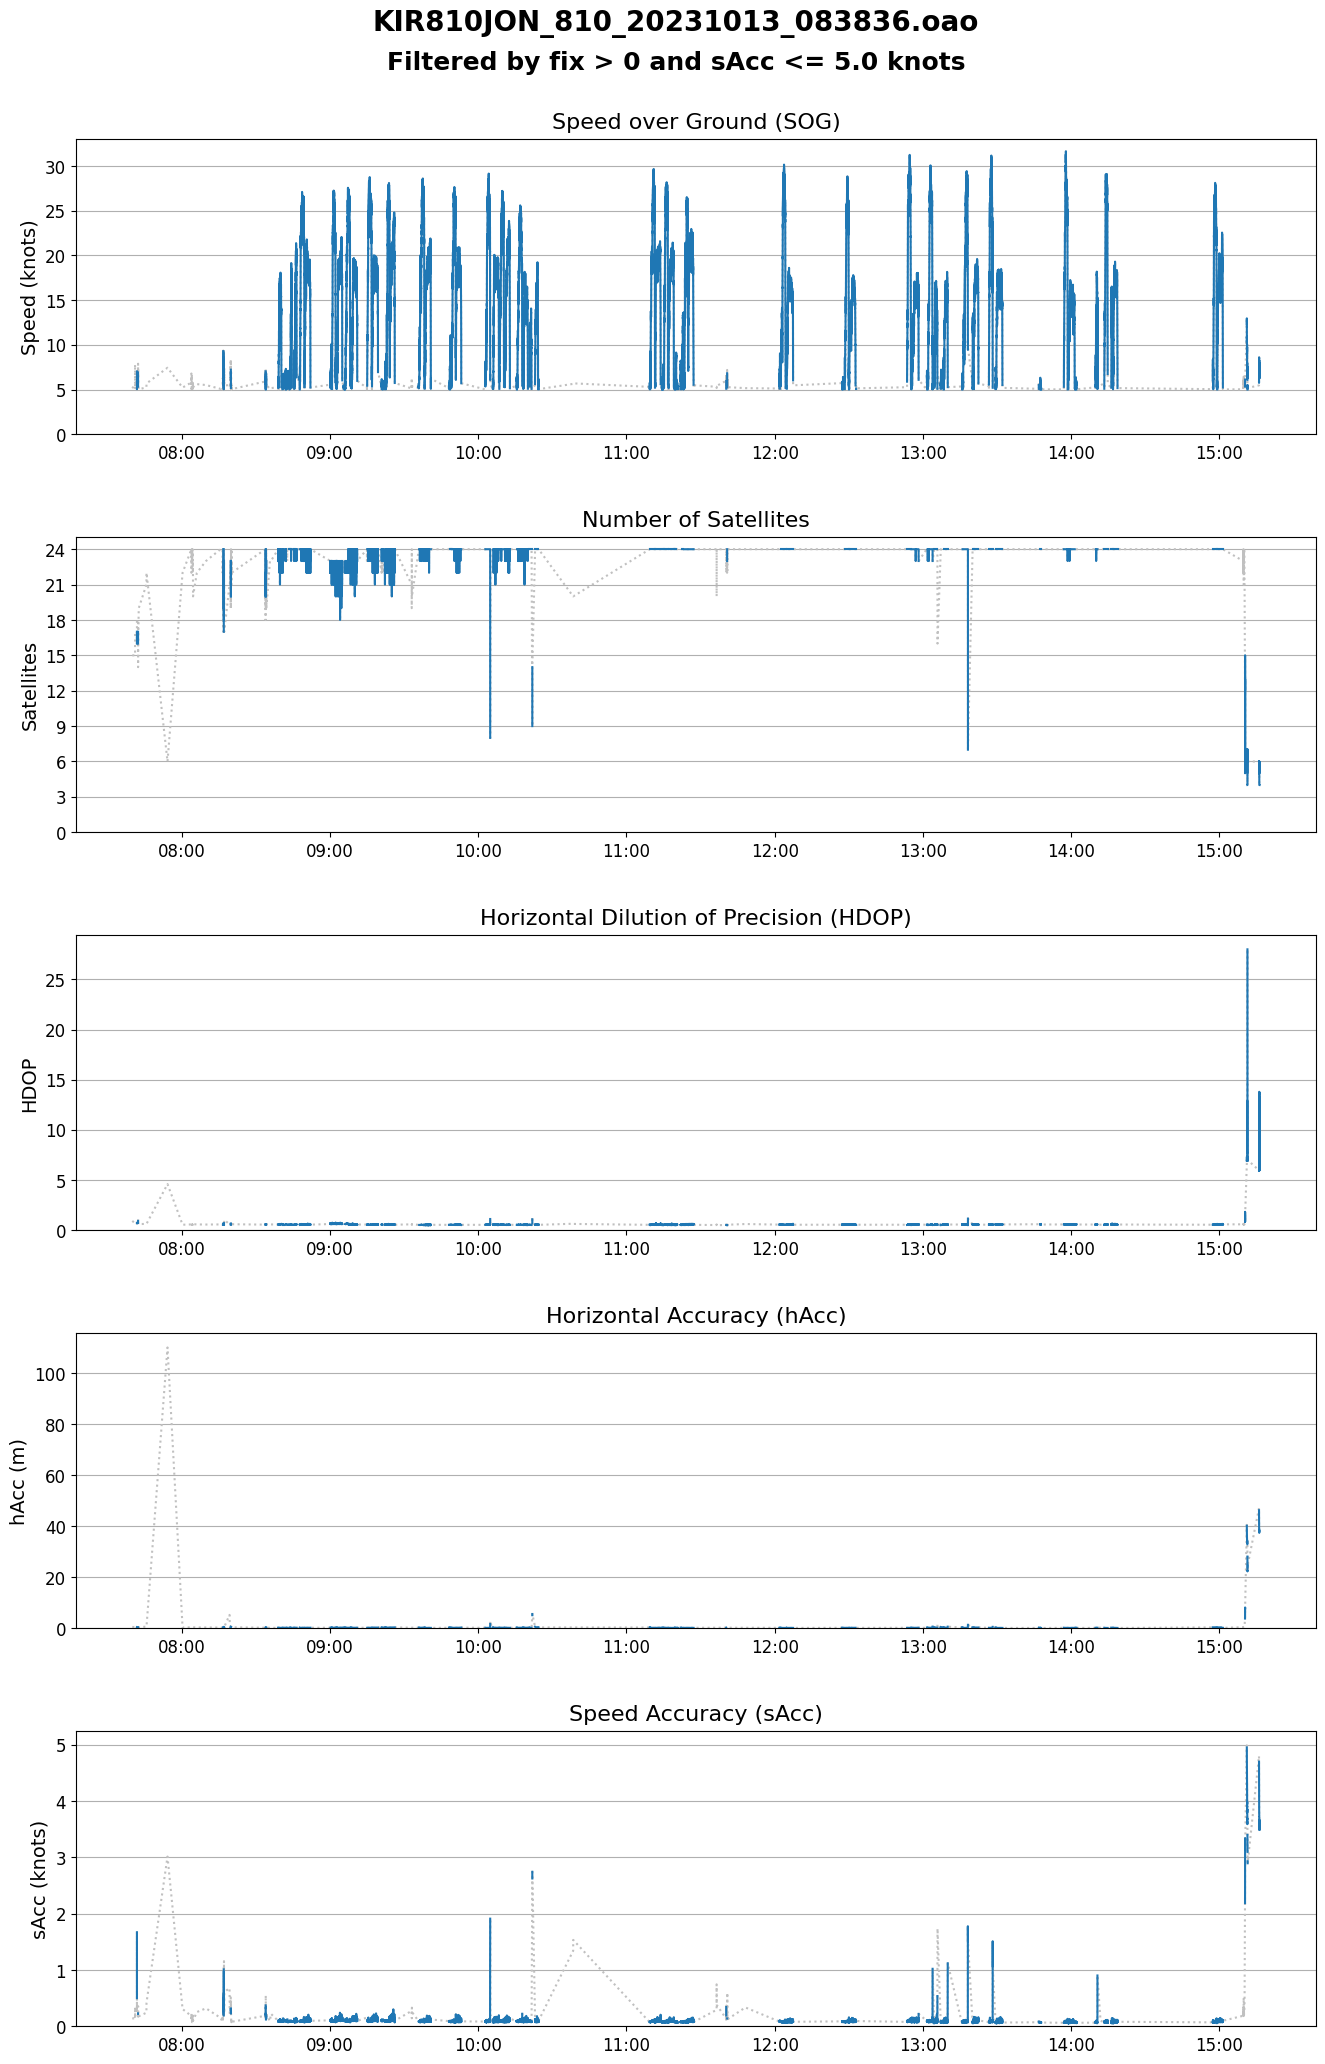 KIR810JON_810_20231013_083836.oao
Filtered by fix > 0 and sAcc <= 5.0 knots
Speed over Ground (SOG)
Speed (knots)
30
25
20
15
10
5
0
08:00 09:00 10:00 11:00 12:00 13:00 14:00 15:00
Number of Satellites
Satellites
24
21
18
15
12
9
6
3
0
08:00 09:00 10:00 11:00 12:00 13:00 14:00 15:00
Horizontal Dilution of Precision (HDOP)
HDOP
25
20
15
10
5
0
08:00 09:00 10:00 11:00 12:00 13:00 14:00 15:00
Horizontal Accuracy (hAcc)
hAcc (m)
100
80
60
40
20
0
08:00 09:00 10:00 11:00 12:00 13:00 14:00 15:00
Speed Accuracy (sAcc)
sAcc (knots)
5
4
3
2
1
0
08:00 09:00 10:00 11:00 12:00 13:00 14:00 15:00